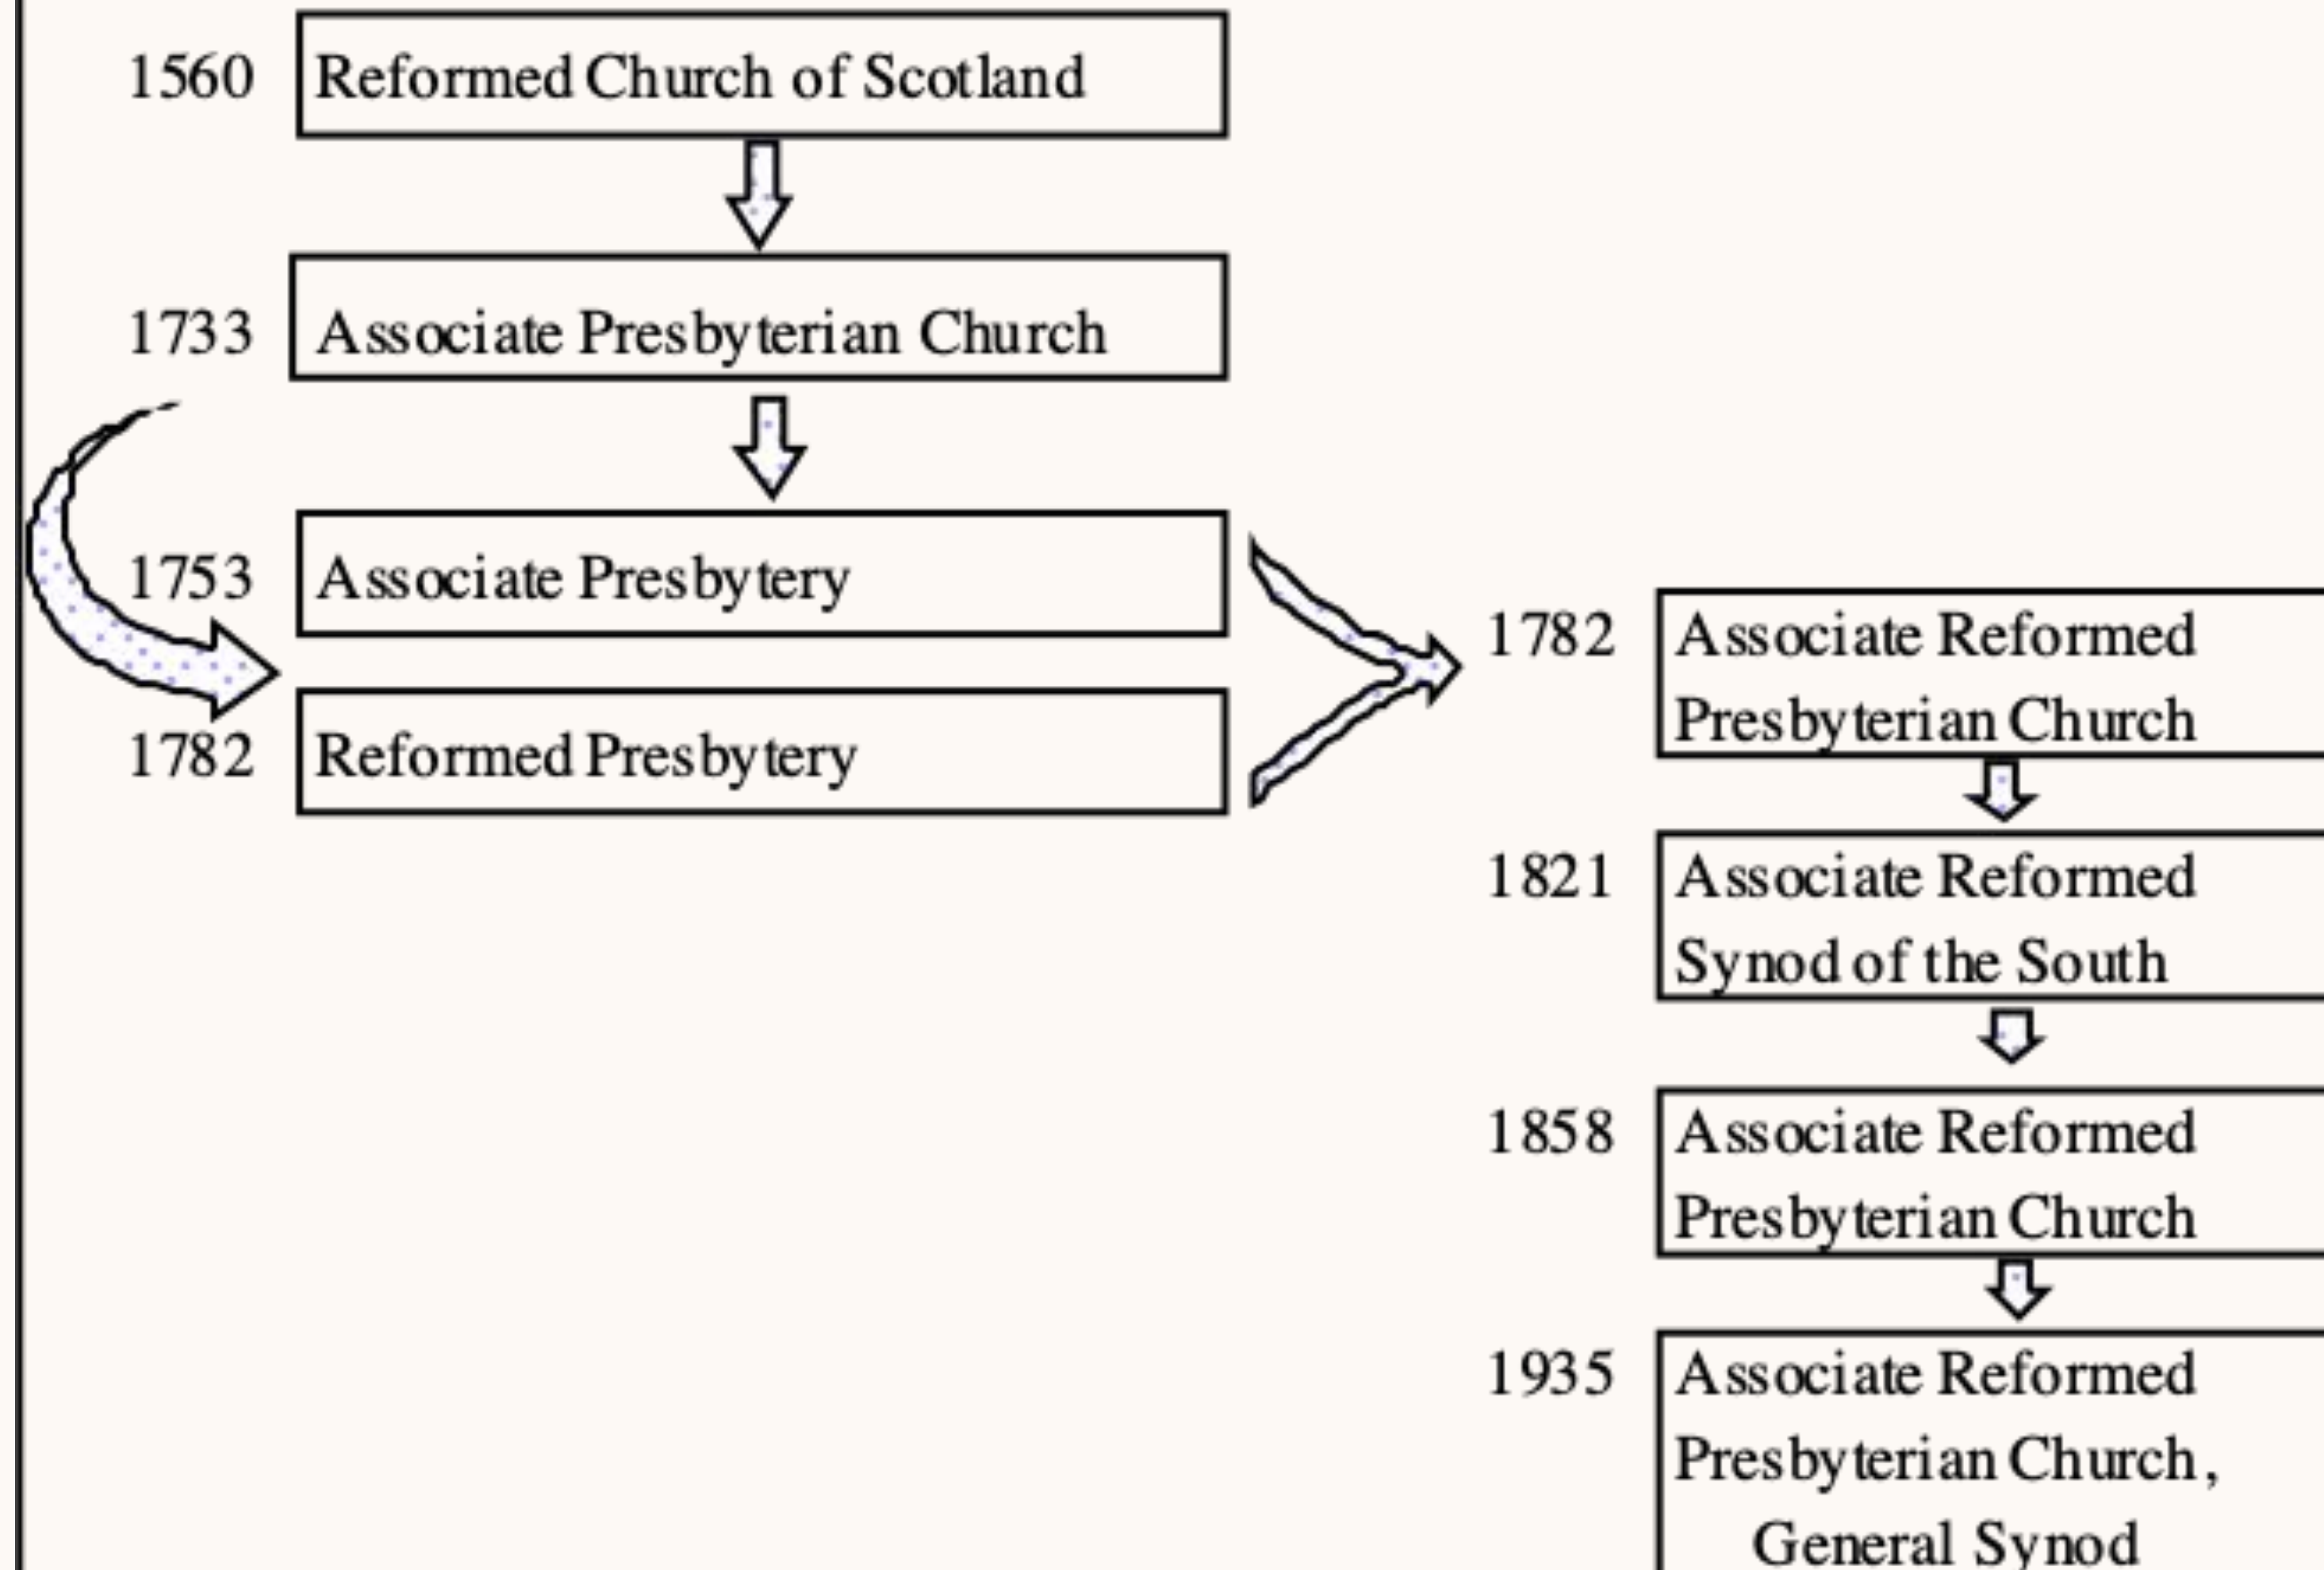 1560 Reformed Church of Scotland
1733 Associate Presbyterian Church
1753 Associate Presbytery
1782 Reformed Presbytery
1782 Associate Reformed
Presbyterian Church
1821 Associate Reformed
Synod of the South
1858 Associate Reformed
Presbyterian Church
1935 Associate Reformed
Presbyterian Church,
General Synod